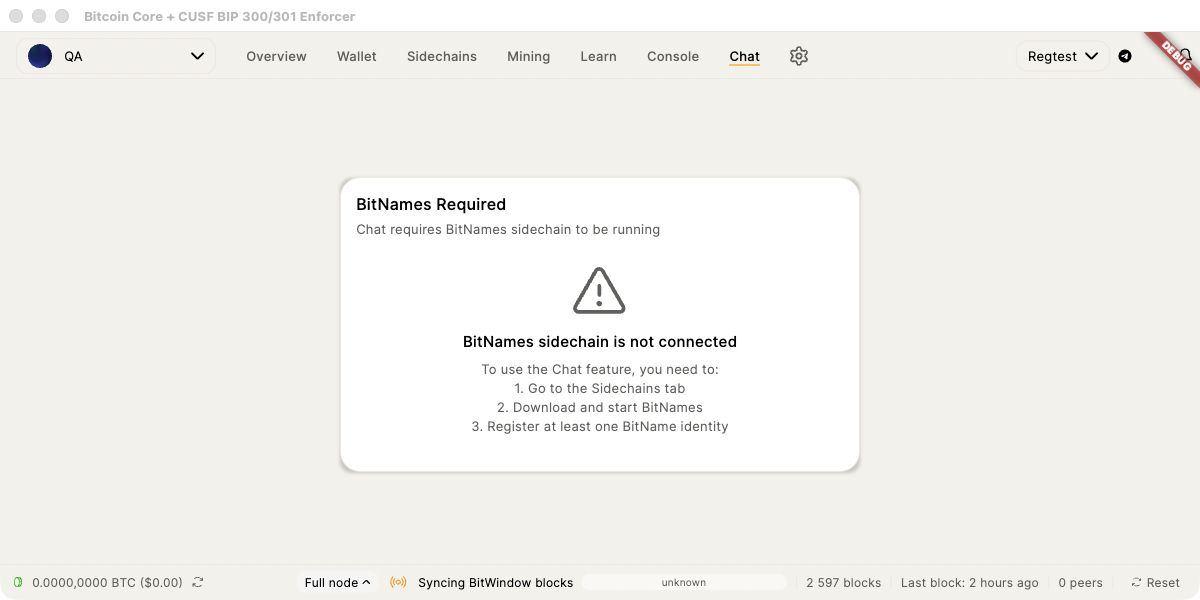 Bitcoin Core + CUSF BIP 300/301 Enforcer
QA
Overview
Wallet
Sidechains
Mining
Learn
Console
Chat
Regtest
DEBUG
BitNames Required
Chat requires BitNames sidechain to be running
BitNames sidechain is not connected
To use the Chat feature, you need to:
1. Go to the Sidechains tab
2. Download and start BitNames
3. Register at least one BitName identity
0.0000,0000 BTC ($0.00)
Full node
Syncing BitWindow blocks
unknown
2 597 blocks
Last block: 2 hours ago
0 peers
Reset